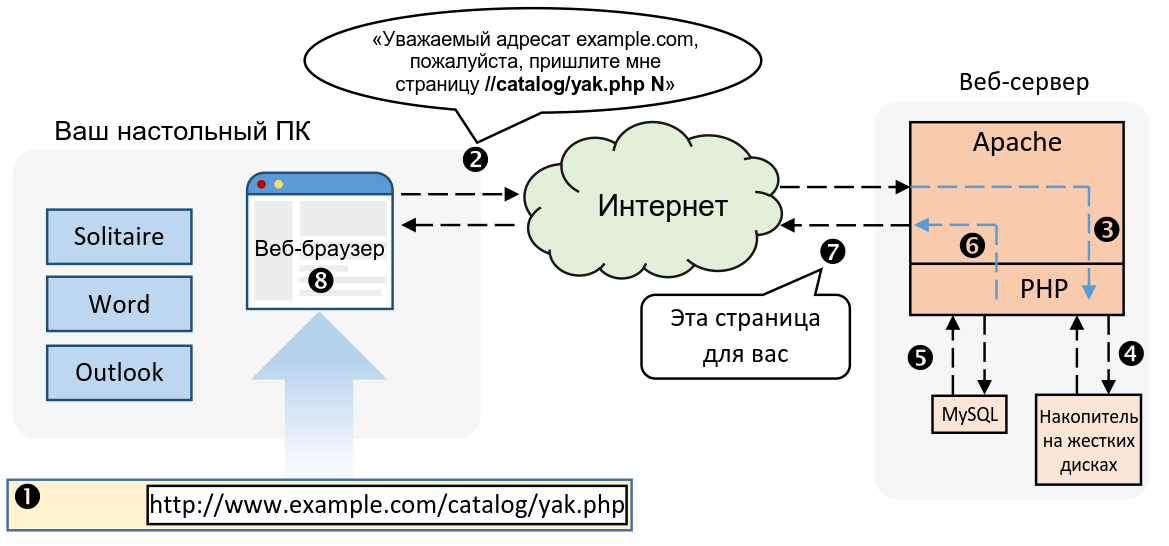 «Уважаемый адресат example.com,
пожалуйста, пришлите мне
страницу //catalog/yak.php N»
Веб-сервер
Ваш настольный ПК
Apache
❷
Solitaire
Веб-браузер
Интернет
❸
❻
❼
❽
Word
PHP
Эта страница
для вас
Outlook
❺
❹
MySQL
Накопитель
на жестких
дисках
❶
http://www.example.com/catalog/yak.php